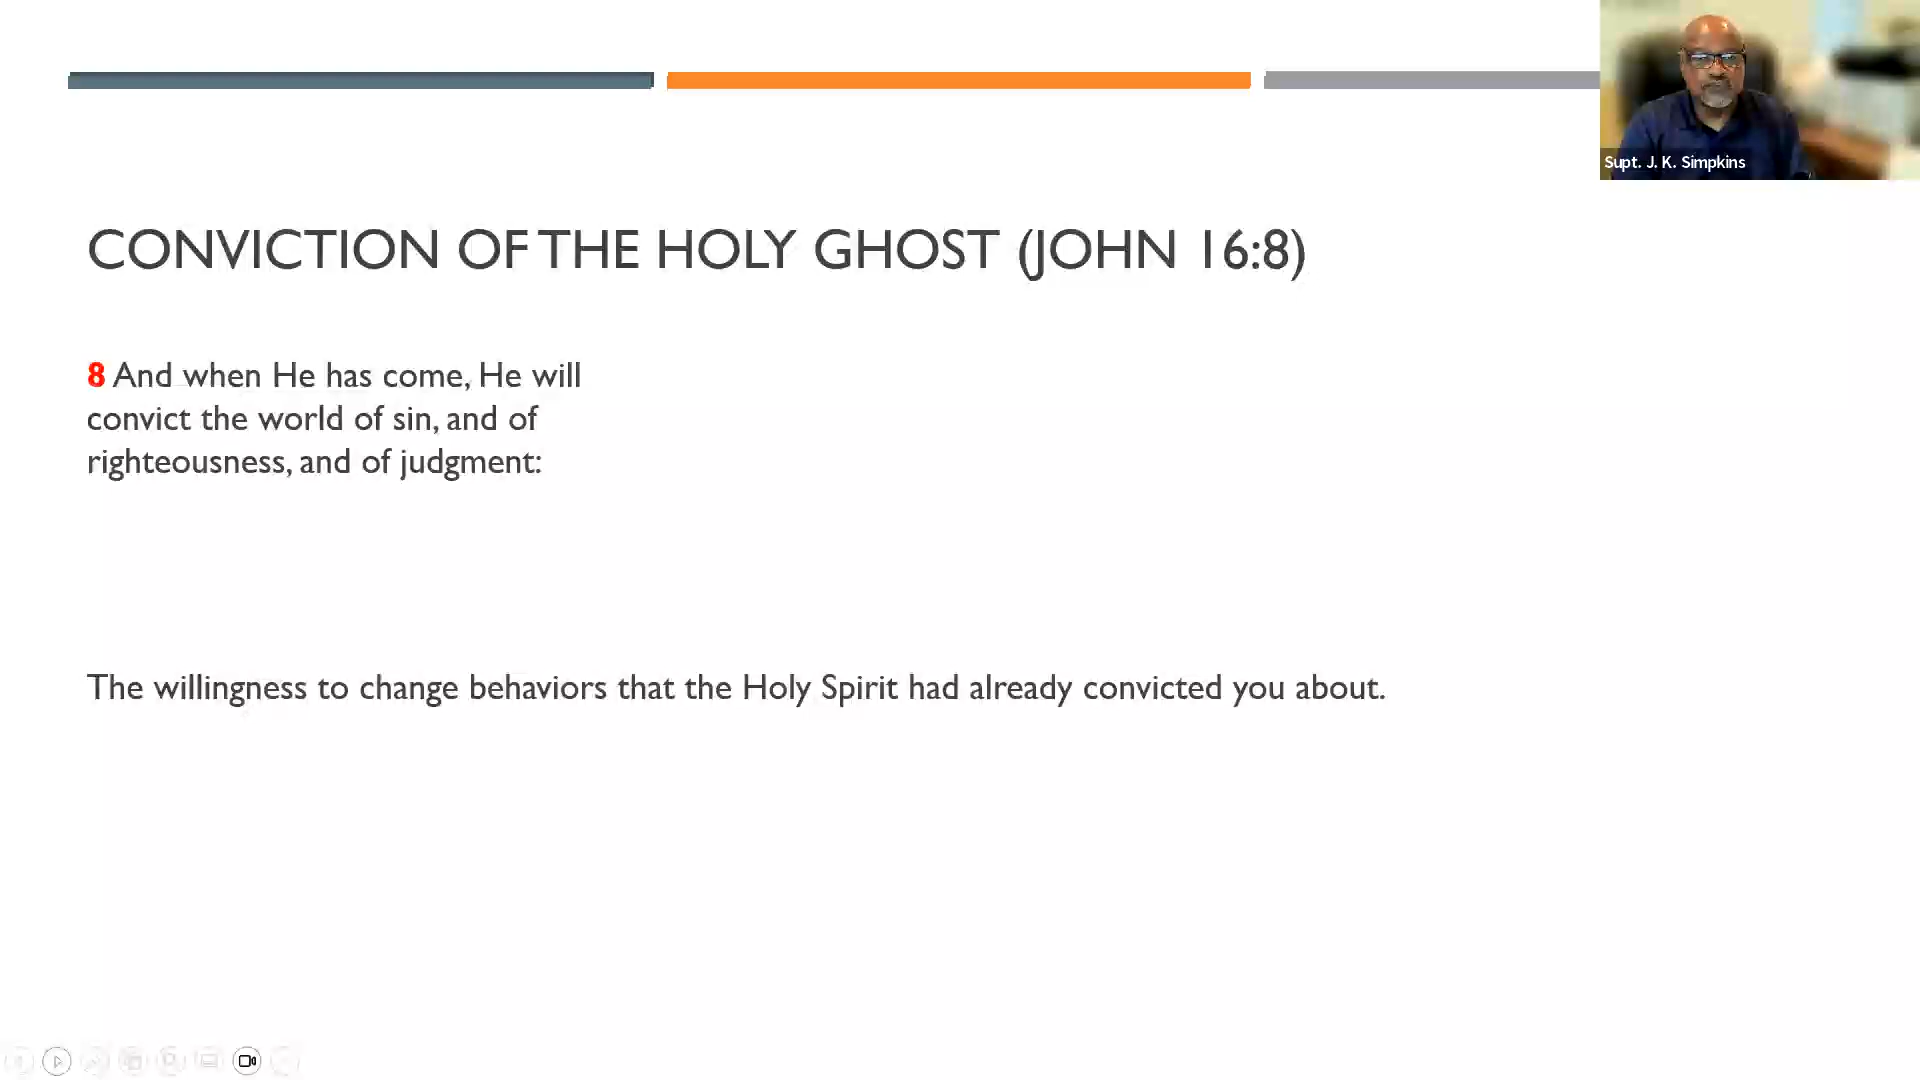 Supt. J. K. Simpkins
CONVICTION OF THE HOLY GHOST (JOHN 16:8)
8 And when He has come, He will
convict the world of sin, and of
righteousness, and of judgment:
The willingness to change behaviors that the Holy Spirit had already convicted you about.